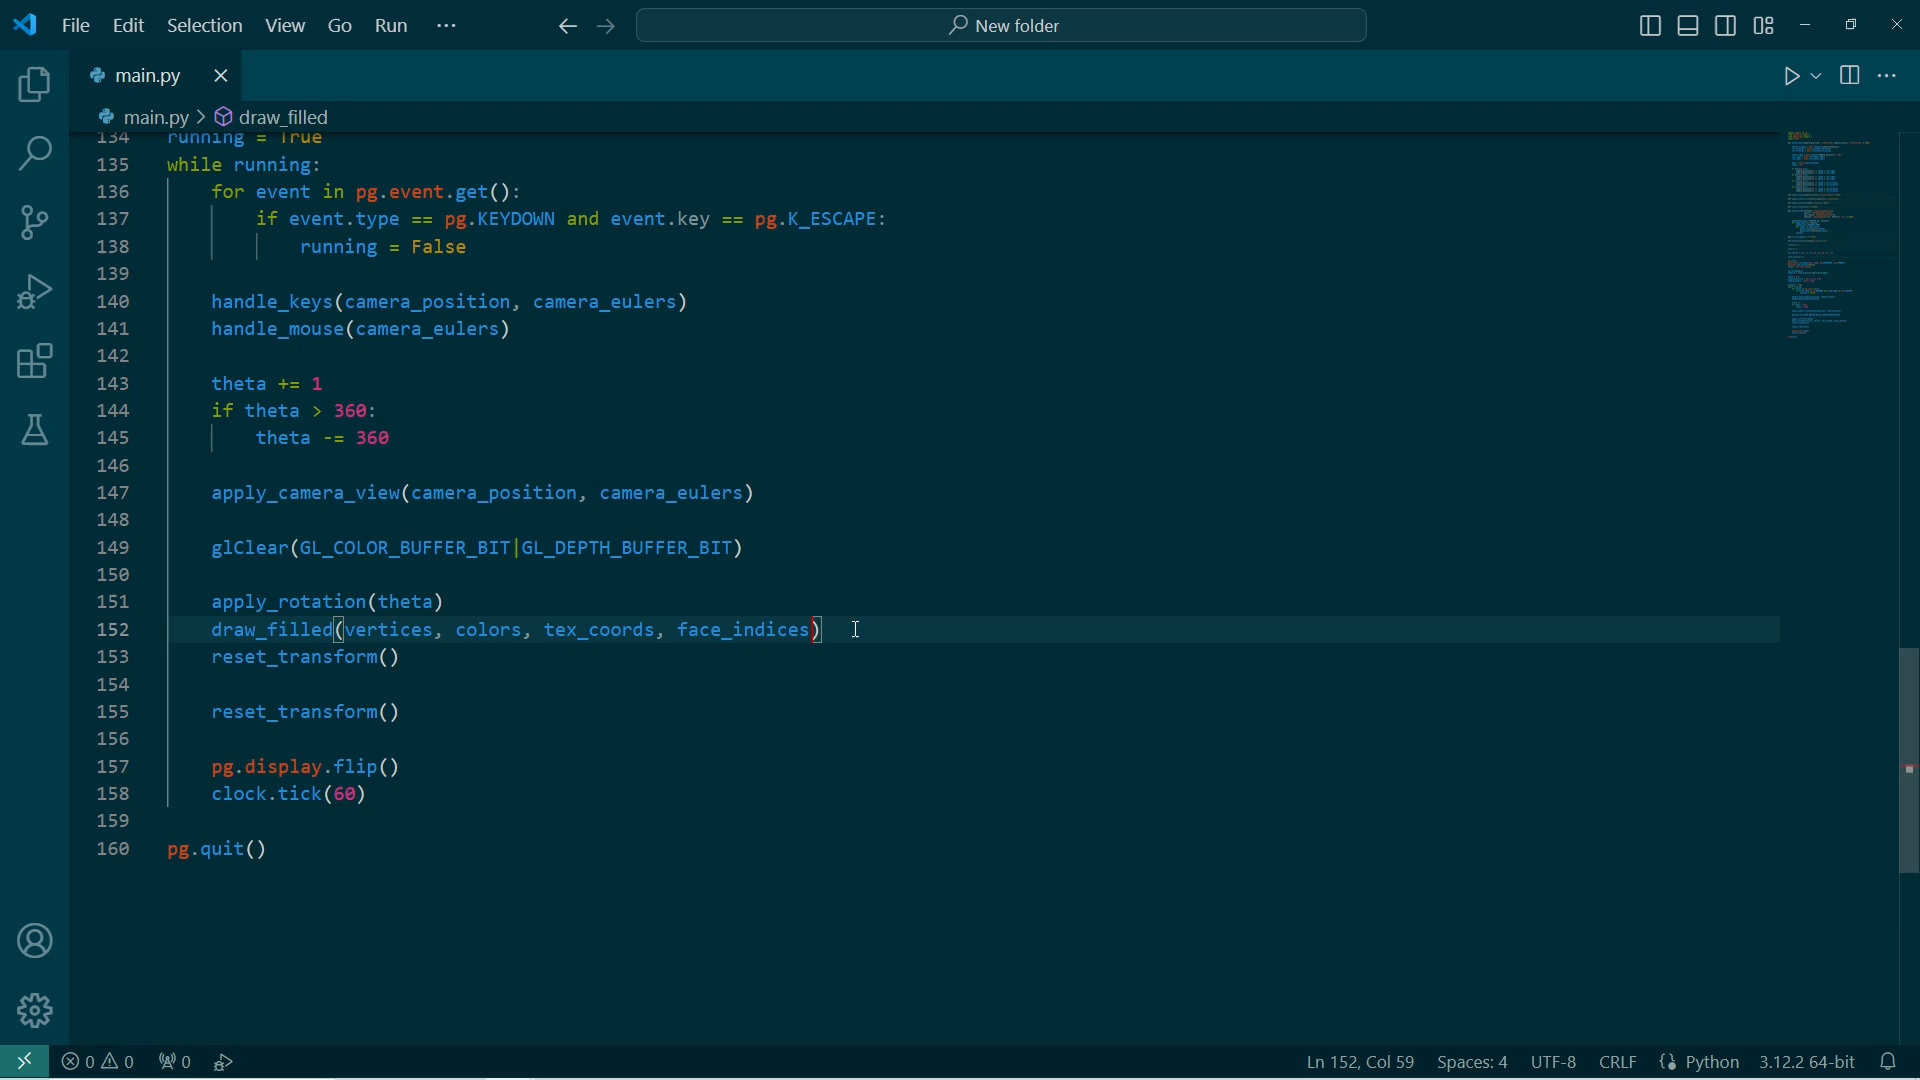 File Edit Selection View Go Run ··· New folder
main.py
main.py > draw_filled
134 running = True
135 while running:
136 for event in pg.event.get():
137 if event.type == pg.KEYDOWN and event.key == pg.K_ESCAPE:
138 running = False
139
140 handle_keys(camera_position, camera_eulers)
141 handle_mouse(camera_eulers)
142
143 theta += 1
144 if theta > 360:
145 theta -= 360
146
147 apply_camera_view(camera_position, camera_eulers)
148
149 glClear(GL_COLOR_BUFFER_BIT|GL_DEPTH_BUFFER_BIT)
150
151 apply_rotation(theta)
152 draw_filled(vertices, colors, tex_coords, face_indices)
153 reset_transform()
154
155 reset_transform()
156
157 pg.display.flip()
158 clock.tick(60)
159
160 pg.quit()
0 0 0 Ln 152, Col 59 Spaces: 4 UTF-8 CRLF Python 3.12.2 64-bit